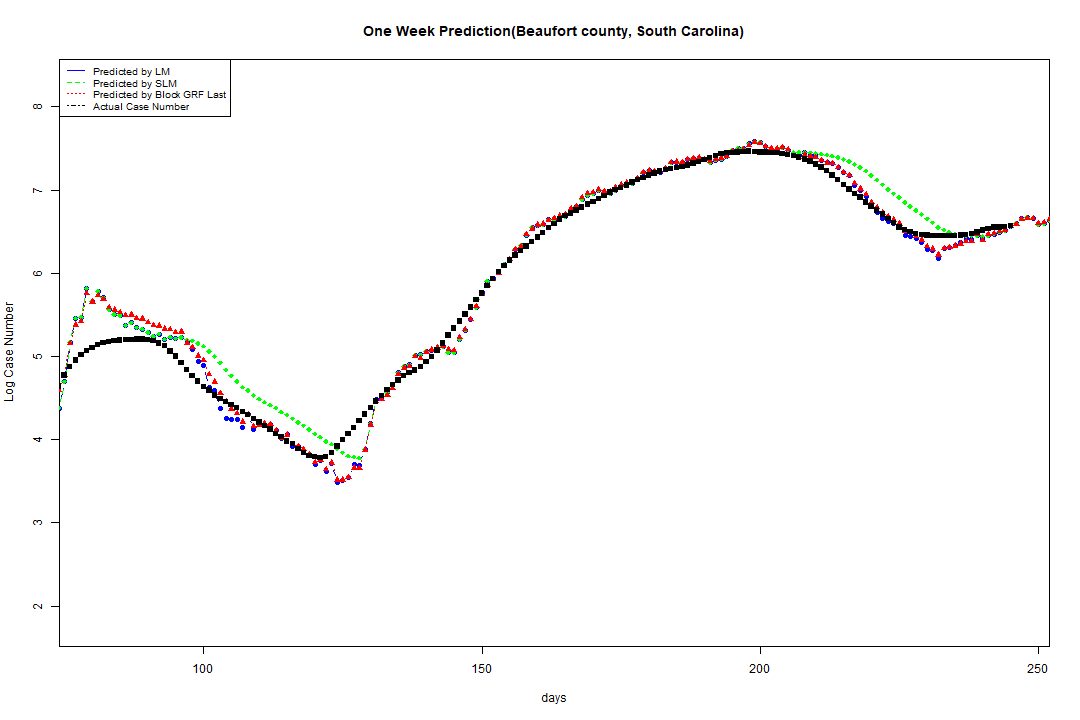 One Week Prediction(Beaufort county, South Carolina)
Predicted by LM
Predicted by SLM
Predicted by Block GRF Last
Actual Case Number
8
7
6
5
4
3
2
Log Case Number
100 150 200 250
days